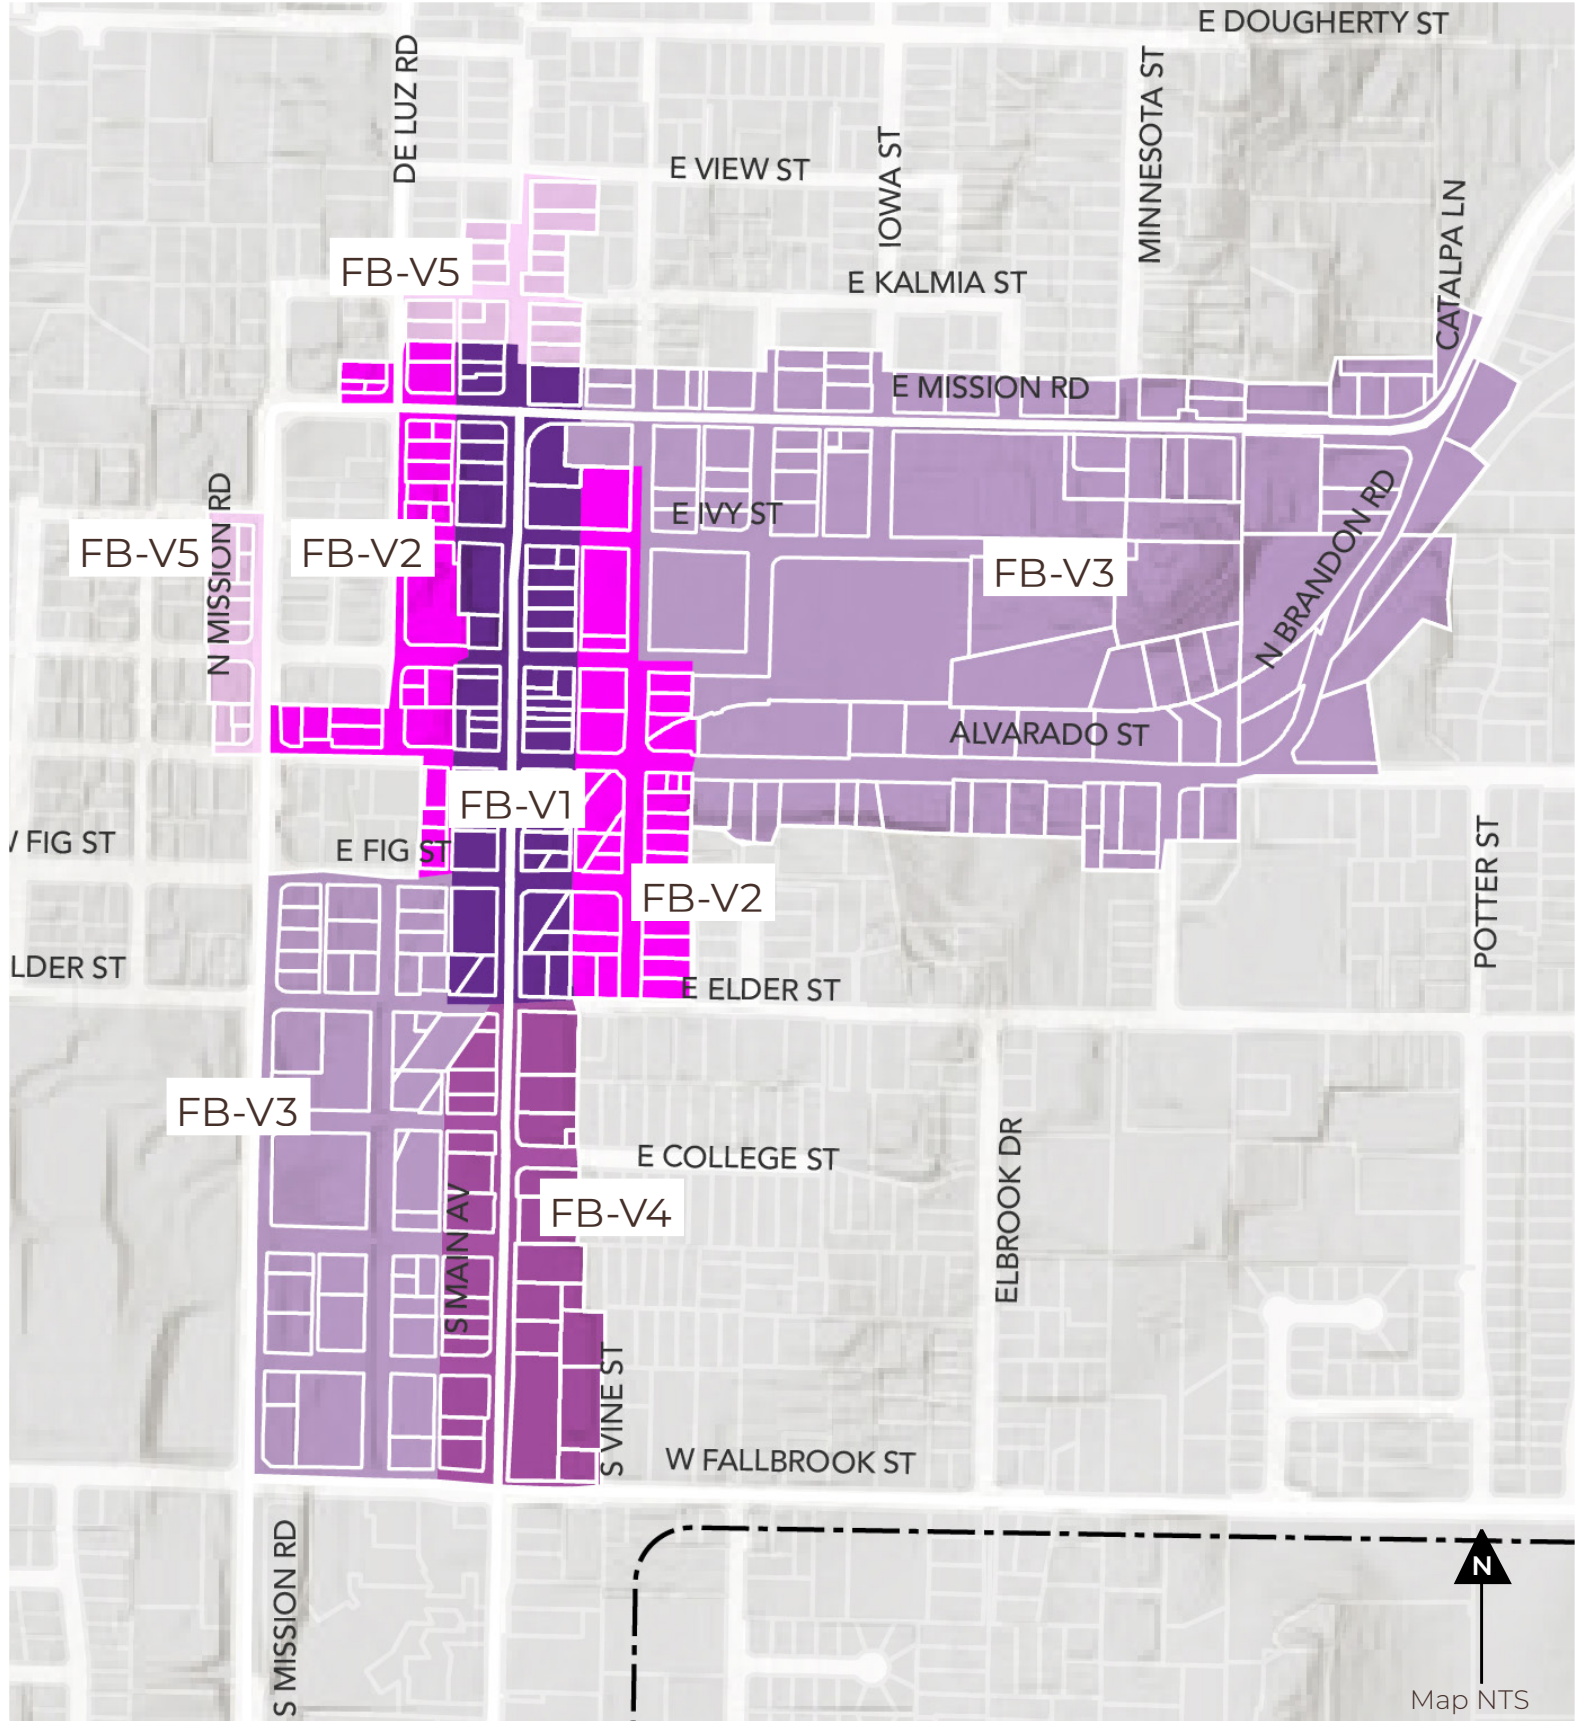 E DOUGHERTY ST
DE LUZ RD
MINNESOTA ST
IOWA ST
E VIEW ST
CATALPA LN
FB-V5
E KALMIA ST
E MISSION RD
N MISSION RD
N BRANDON RD
E IVY ST
FB-V5
FB-V2
FB-V3
ALVARADO ST
FB-V1
W FIG ST
E FIG ST
POTTER ST
FB-V2
LDER ST
E ELDER ST
FB-V3
E COLLEGE ST
ELBROOK DR
S MAIN AV
FB-V4
S VINE ST
W FALLBROOK ST
S MISSION RD
N
Map NTS